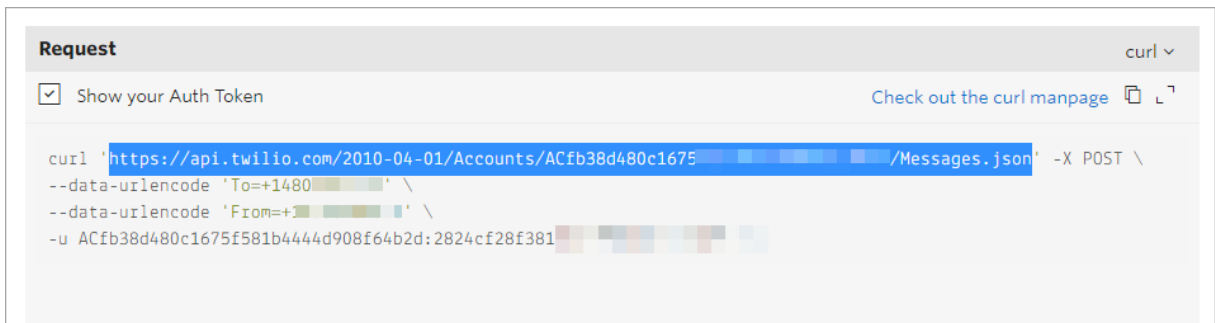 Request
curl
Show your Auth Token
Check out the curl manpage
curl 'https://api.twilio.com/2010-04-01/Accounts/ACfb38d480c1675 /Messages.json' -X POST \
--data-urlencode 'To=+1480 ' \
--data-urlencode 'From=+1 ' \
-u ACfb38d480c1675f581b4444d908f64b2d:2824cf28f381